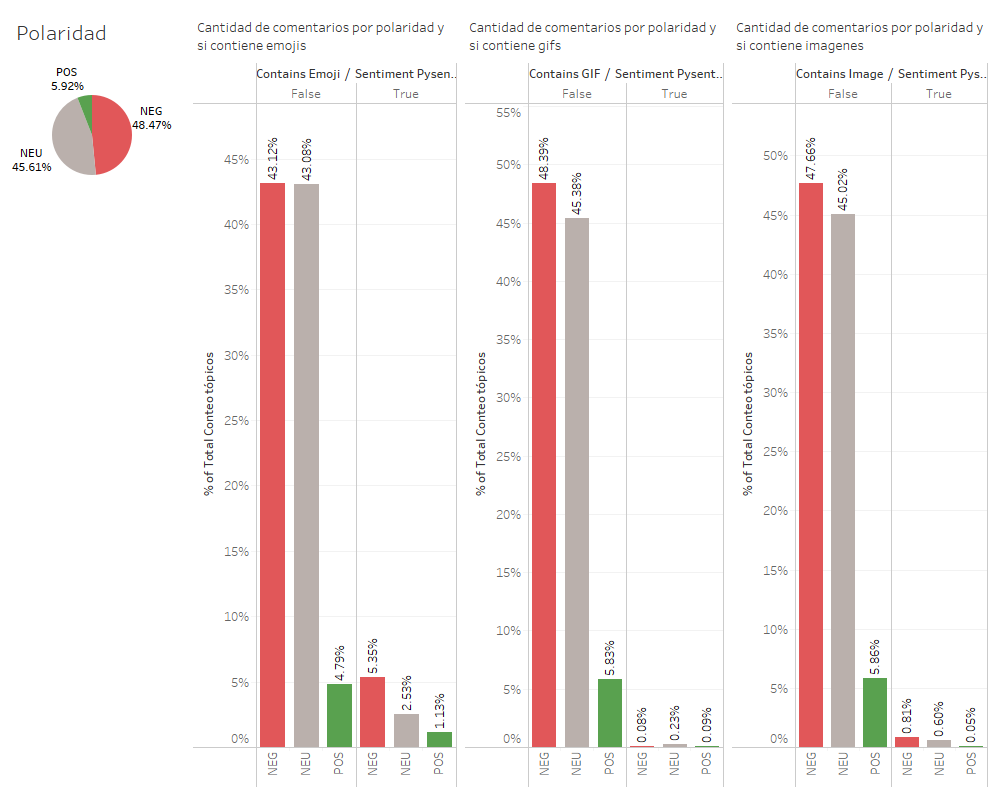 Polaridad
POS
5.92%
NEG
48.47%
NEU
45.61%
Cantidad de comentarios por polaridad y
si contiene emojis
Contains Emoji / Sentiment Pysen..
False True
45%
40%
35%
30%
25%
20%
15%
10%
5%
0%
% of Total Conteo tópicos
43.12%
43.08%
4.79%
5.35%
2.53%
1.13%
NEG NEU POS NEG NEU POS
Cantidad de comentarios por polaridad y
si contiene gifs
Contains GIF / Sentiment Pysent..
False True
55%
50%
45%
40%
35%
30%
25%
20%
15%
10%
5%
0%
% of Total Conteo tópicos
48.39%
45.38%
5.83%
0.08%
0.23%
0.09%
NEG NEU POS NEG NEU POS
Cantidad de comentarios por polaridad y
si contiene imagenes
Contains Image / Sentiment Pys..
False True
50%
45%
40%
35%
30%
25%
20%
15%
10%
5%
0%
% of Total Conteo tópicos
47.66%
45.02%
5.86%
0.81%
0.60%
0.05%
NEG NEU POS NEG NEU POS